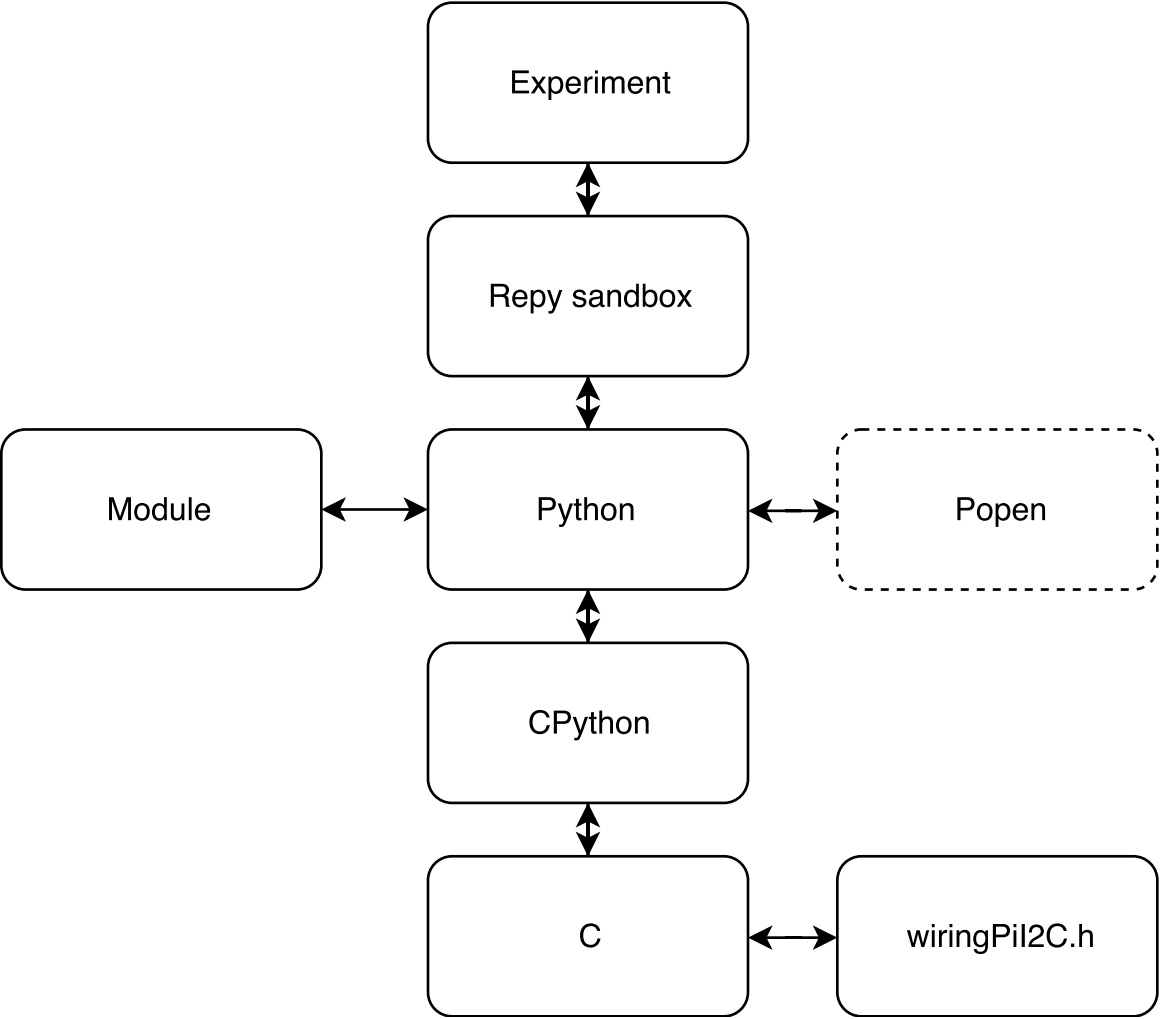 Experiment
Repy sandbox
Module
Python
Popen
CPython
C
wiringPiI2C.h